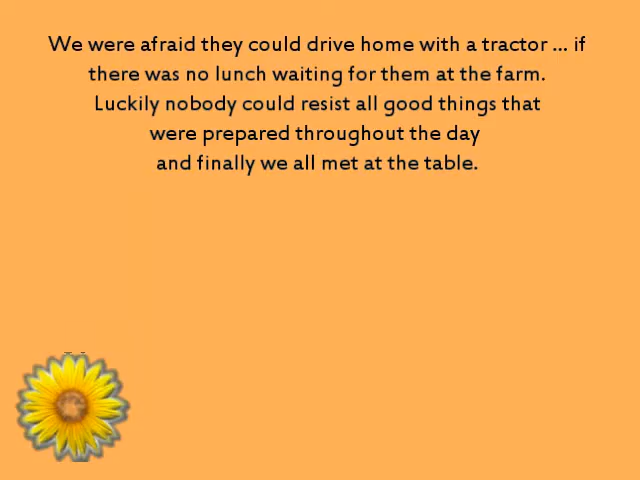 We were afraid they could drive home with a tractor ... if
there was no lunch waiting for them at the farm.
Luckily nobody could resist all good things that
were prepared throughout the day
and finally we all met at the table.